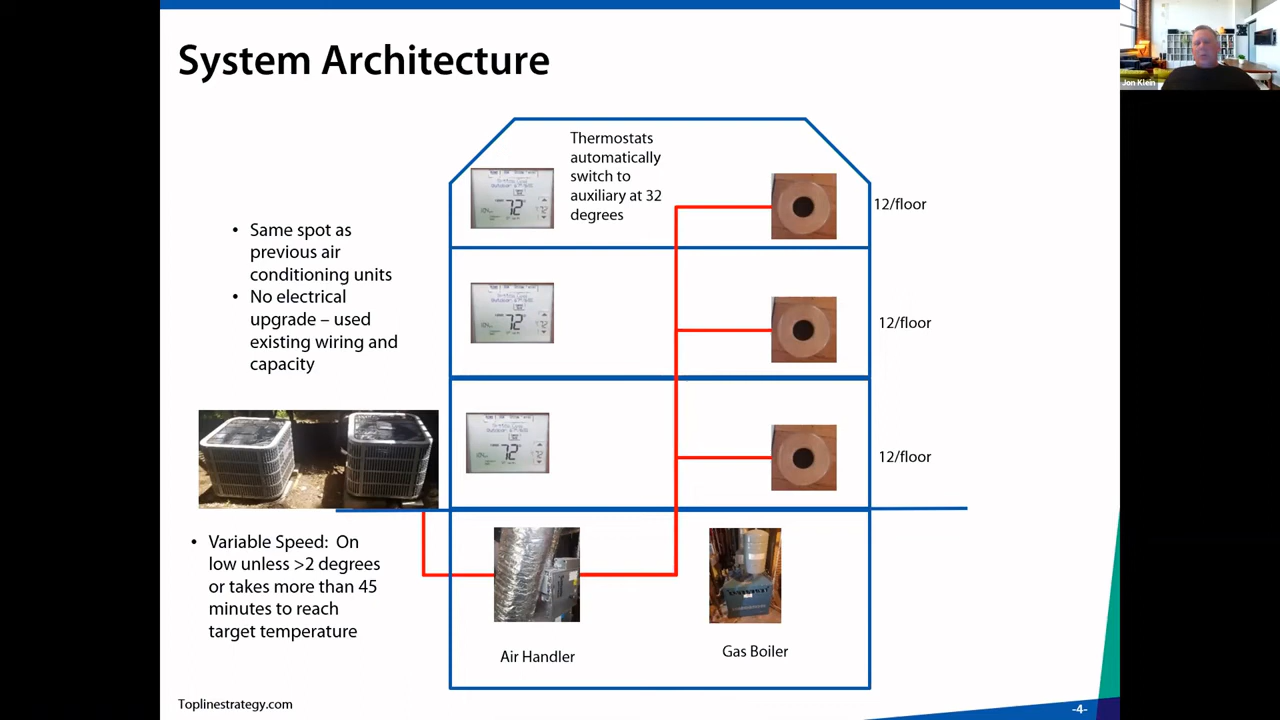 System Architecture
Jon Klein
Thermostats
automatically
switch to
auxiliary at 32
degrees
72
12/floor
• Same spot as
previous air
conditioning units
• No electrical
upgrade – used
existing wiring and
capacity
72
12/floor
72
12/floor
• Variable Speed: On
low unless >2 degrees
or takes more than 45
minutes to reach
target temperature
Air Handler
Gas Boiler
Toplinestrategy.com
-4-